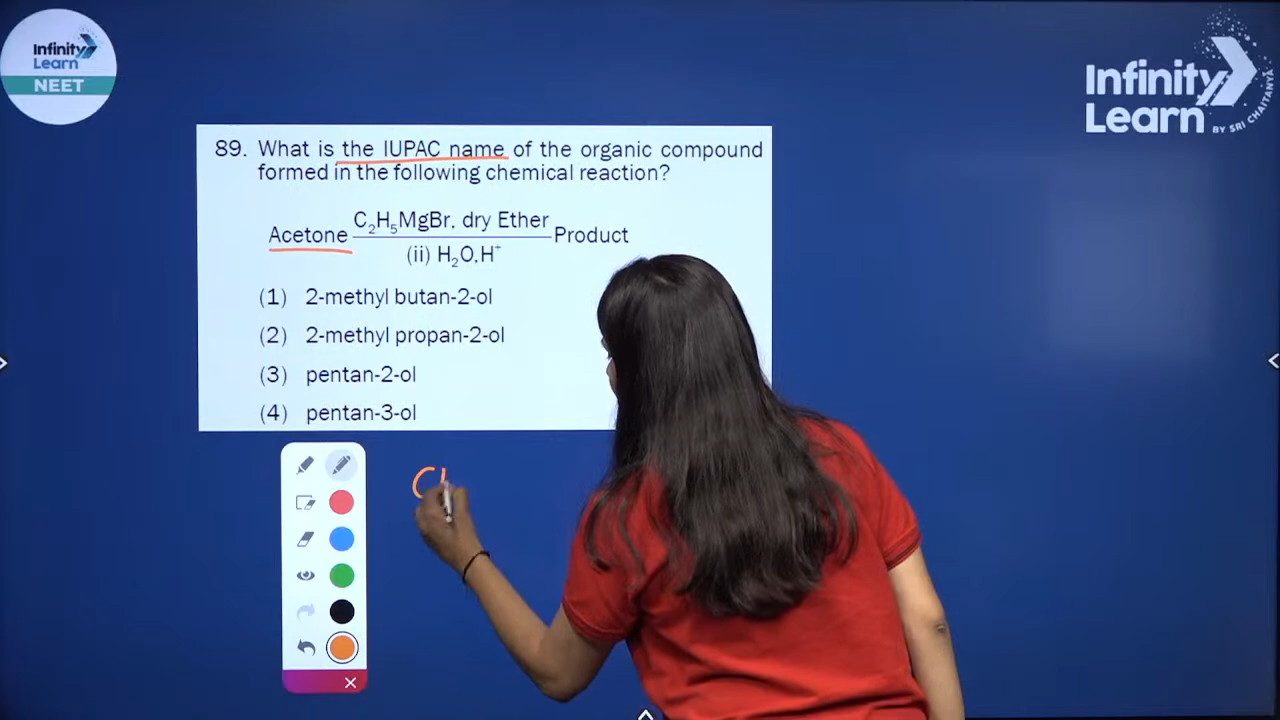 Infinity
Learn
NEET
Infinity
Learn
BY SRI CHAITANYA
89. What is the IUPAC name of the organic compound
formed in the following chemical reaction?
Acetone C₂H₅MgBr, dry Ether Product
(ii) H₂O,H⁺
(1) 2-methyl butan-2-ol
(2) 2-methyl propan-2-ol
(3) pentan-2-ol
(4) pentan-3-ol